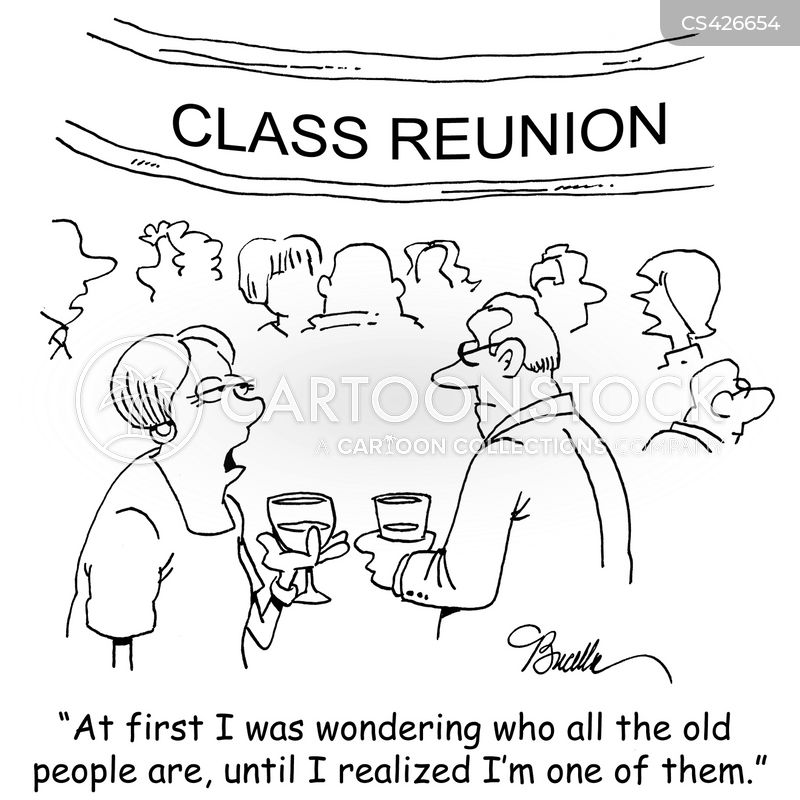 CS426654
CLASS REUNION
CARTOONSTOCK
A CARTOON COLLECTIONS COMPANY
Bucella
“At first I was wondering who all the old
people are, until I realized I’m one of them.”